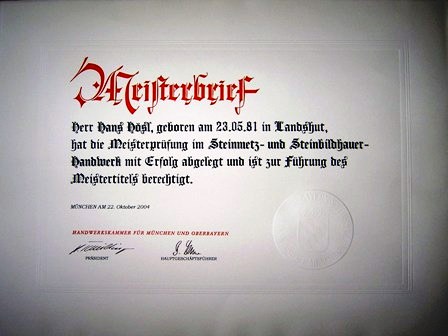 Meisterbrief
Herr Hans Hösl, geboren am 23.05.81 in Landshut,
hat die Meisterprüfung im Steinmetz- und Steinbildhauer-
Handwerk mit Erfolg abgelegt und ist zur Führung des
Meistertitels berechtigt.
MÜNCHEN AM 22. Oktober 2004
HANDWERKSKAMMER FÜR MÜNCHEN UND OBERBAYERN
PRÄSIDENT HAUPTGESCHÄFTSFÜHRER